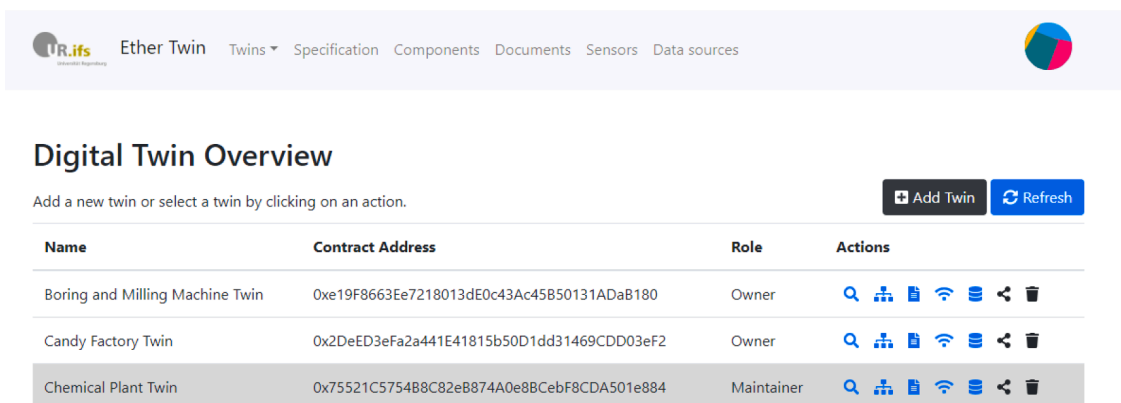 UR.ifs
Universität Regensburg
Ether Twin Twins Specification Components Documents Sensors Data sources
Digital Twin Overview
Add a new twin or select a twin by clicking on an action.
Add Twin Refresh
Name Contract Address Role Actions
Boring and Milling Machine Twin 0xe19F8663Ee7218013dE0c43Ac45B50131ADaB180 Owner
Candy Factory Twin 0x2DeED3eFa2a441E41815b50D1dd31469CDD03eF2 Owner
Chemical Plant Twin 0x75521C5754B8C82eB874A0e8BCebF8CDA501e884 Maintainer